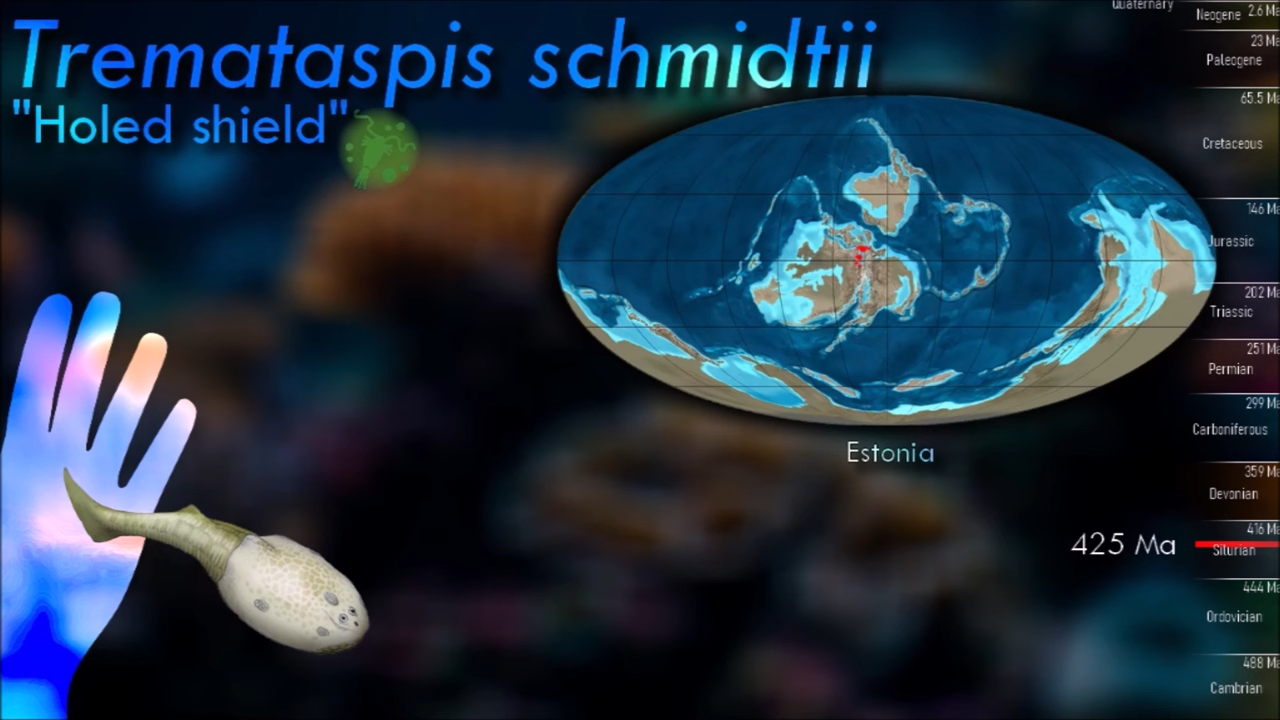 Tremataspis schmidtii
"Holed shield"
Estonia
425 Ma
quaternary
Neogene 2.6 Ma
23 Ma
Paleogene
65.5 Ma
Cretaceous
146 Ma
Jurassic
202 Ma
Triassic
251 Ma
Permian
299 Ma
Carboniferous
359 Ma
Devonian
416 Ma
Silurian
444 Ma
Ordovician
488 Ma
Cambrian